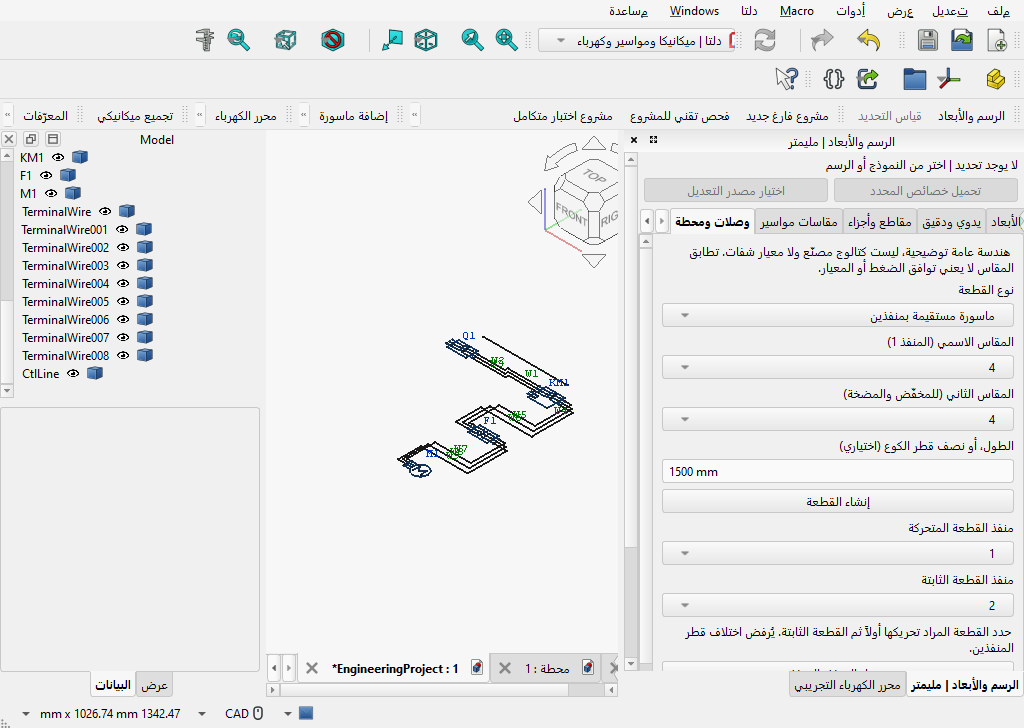 ملف تعديل عرض أدوات Macro دلتا Windows مساعدة
دلتا | ميكانيكا ومواسير وكهرباء
الرسم والأبعاد قياس التحديد مشروع فارغ جديد فحص تقني للمشروع مشروع اختبار متكامل
إضافة ماسورة
محرر الكهرباء
تجميع ميكانيكي
المعرّفات
Model
KM1
F1
M1
TerminalWire
TerminalWire001
TerminalWire002
TerminalWire003
TerminalWire004
TerminalWire005
TerminalWire006
TerminalWire007
TerminalWire008
CtlLine
عرض البيانات
TOP
FRONT
RIG
Q1
W1
KM1
F1
M1
*EngineeringProject : 1
محطة : 1
الرسم والأبعاد | مليمتر
لا يوجد تحديد | اختر من النموذج أو الرسم
تحميل خصائص المحدد
اختيار مصدر التعديل
الأبعاد يدوي ودقيق مقاطع وأجزاء مقاسات مواسير وصلات ومحطة
هندسة عامة توضيحية، ليست كتالوج مصنّع ولا معيار شفات. تطابق
المقاس لا يعني توافق الضغط أو المعيار.
نوع القطعة
ماسورة مستقيمة بمنفذين
المقاس الاسمي (المنفذ 1)
4
المقاس الثاني (للمخفّض والمضخة)
4
الطول، أو نصف قطر الكوع (اختياري)
1500 mm
إنشاء القطعة
منفذ القطعة المتحركة
1
منفذ القطعة الثابتة
2
حدد القطعة المراد تحريكها أولاً ثم القطعة الثابتة. يُرفض اختلاف قطر
المنفذين.
الرسم والأبعاد | مليمتر
محرر الكهرباء التجريبي
mm x 1026.74 mm 1342.47
CAD